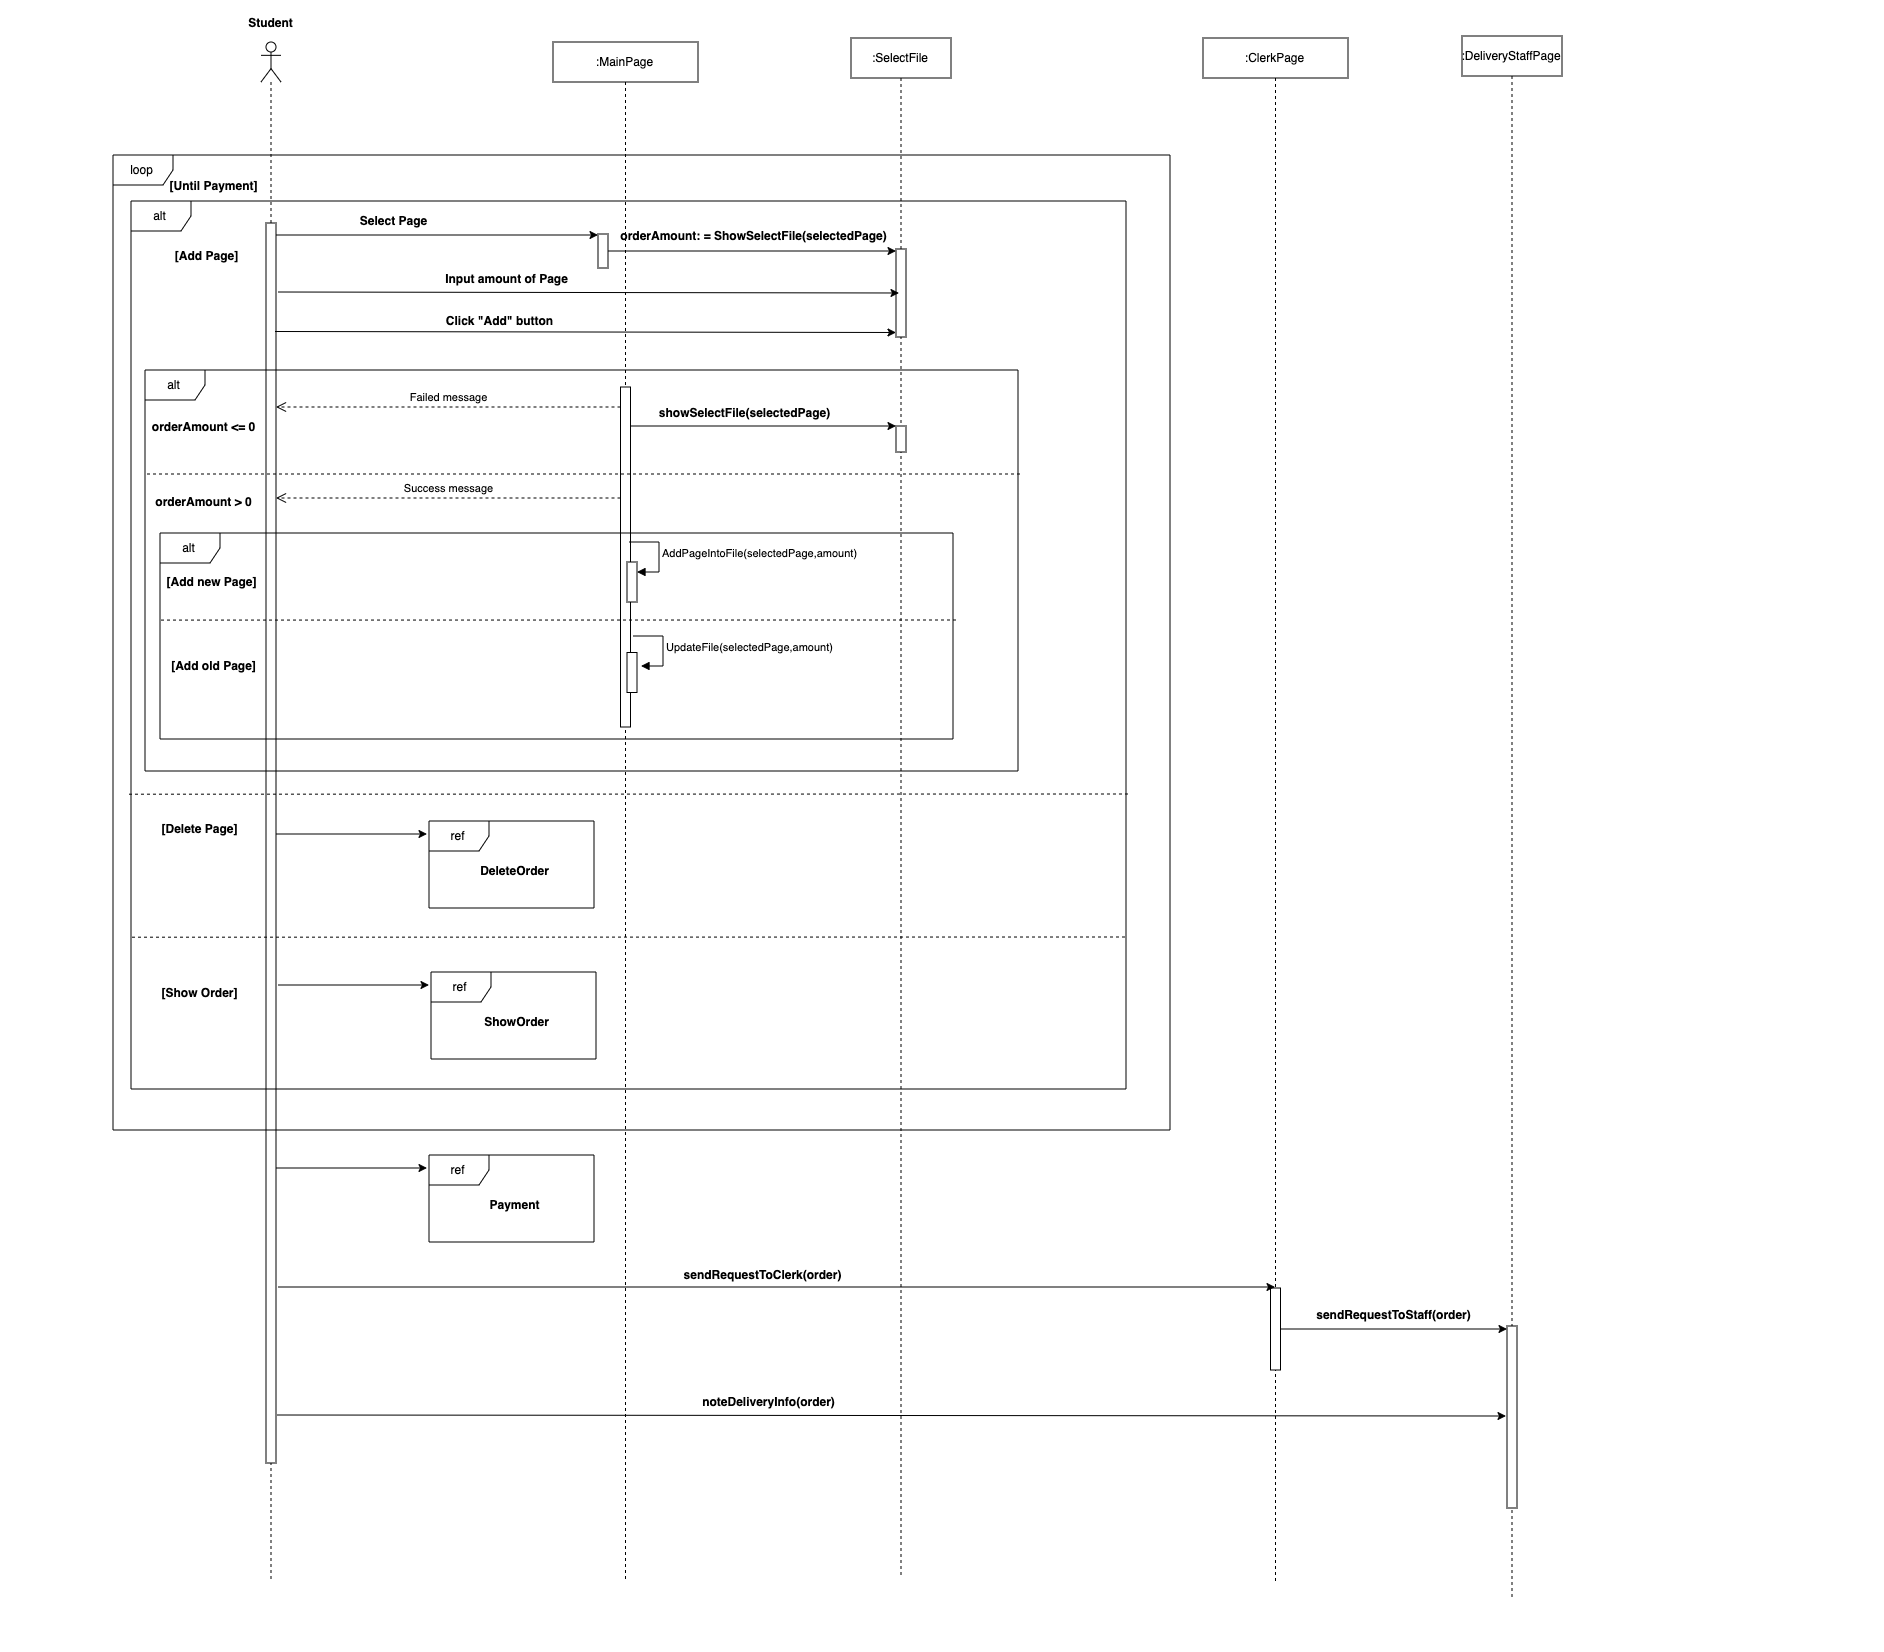 Student
:MainPage
:SelectFile
:ClerkPage
:DeliveryStaffPage
loop
[Until Payment]
alt
Select Page
orderAmount: = ShowSelectFile(selectedPage)
[Add Page]
Input amount of Page
Click "Add" button
alt
Failed message
showSelectFile(selectedPage)
orderAmount <= 0
Success message
orderAmount > 0
alt
AddPageIntoFile(selectedPage,amount)
[Add new Page]
UpdateFile(selectedPage,amount)
[Add old Page]
[Delete Page]
ref
DeleteOrder
ref
[Show Order]
ShowOrder
ref
Payment
sendRequestToClerk(order)
sendRequestToStaff(order)
noteDeliveryInfo(order)